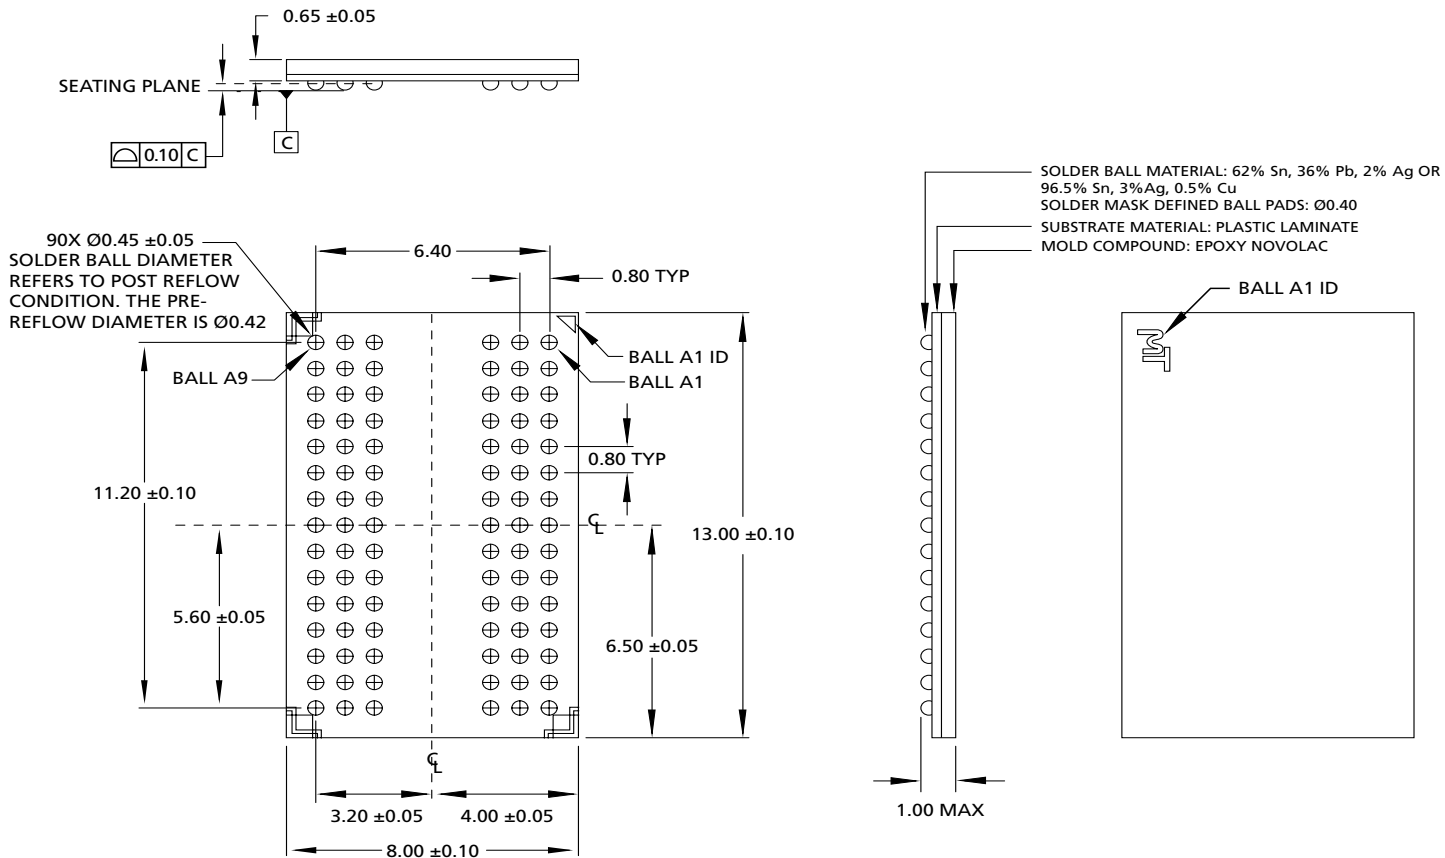 0.65 ±0.05
SEATING PLANE
C
0.10 C
SOLDER BALL MATERIAL: 62% Sn, 36% Pb, 2% Ag OR
96.5% Sn, 3%Ag, 0.5% Cu
SOLDER MASK DEFINED BALL PADS: Ø0.40
SUBSTRATE MATERIAL: PLASTIC LAMINATE
MOLD COMPOUND: EPOXY NOVOLAC
90X Ø0.45 ±0.05
SOLDER BALL DIAMETER
REFERS TO POST REFLOW
CONDITION. THE PRE-
REFLOW DIAMETER IS Ø0.42
6.40
0.80 TYP
BALL A1 ID
BALL A9
BALL A1 ID
BALL A1
0.80 TYP
11.20 ±0.10
CL
13.00 ±0.10
5.60 ±0.05
6.50 ±0.05
CL
3.20 ±0.05
4.00 ±0.05
8.00 ±0.10
1.00 MAX
MT